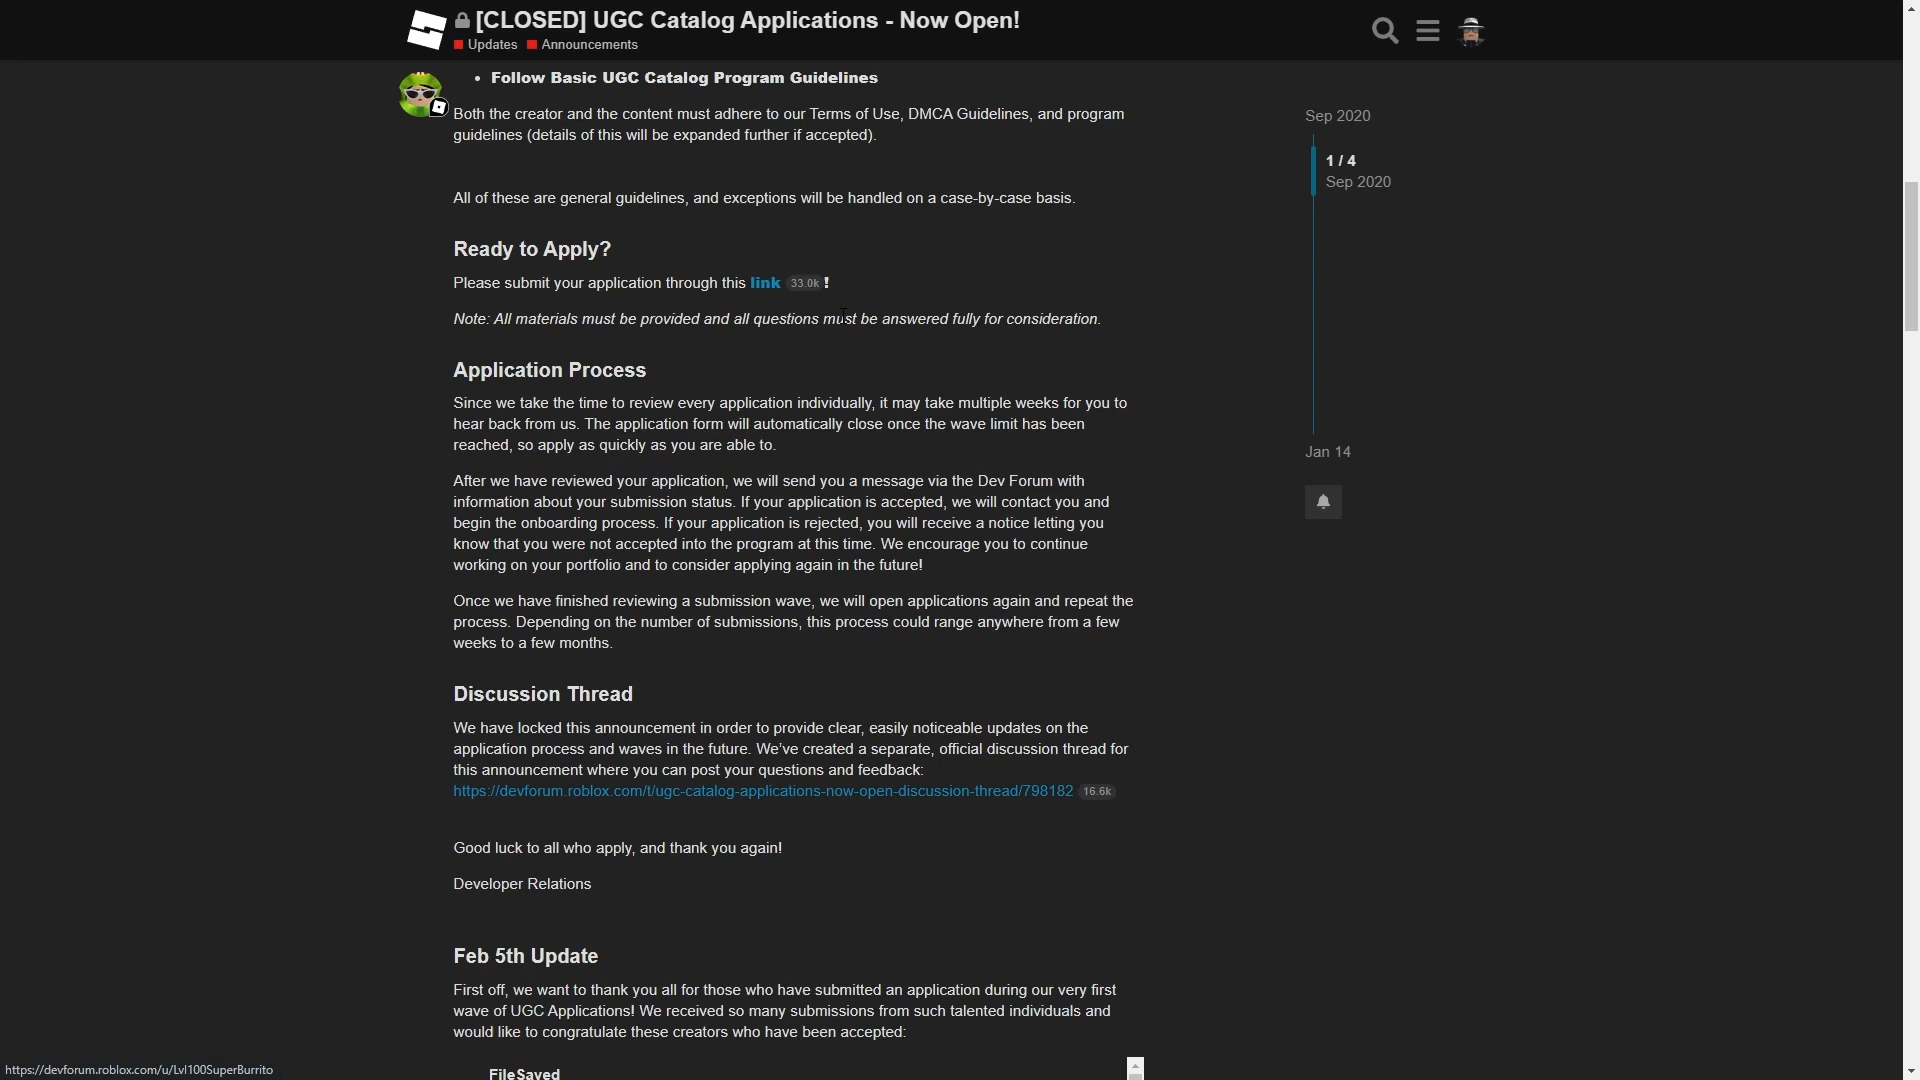 [CLOSED] UGC Catalog Applications - Now Open!
Updates Announcements
• Follow Basic UGC Catalog Program Guidelines
Both the creator and the content must adhere to our Terms of Use, DMCA Guidelines, and program
guidelines (details of this will be expanded further if accepted).
All of these are general guidelines, and exceptions will be handled on a case-by-case basis.
Ready to Apply?
Please submit your application through this link 33.0k !
Note: All materials must be provided and all questions must be answered fully for consideration.
Application Process
Since we take the time to review every application individually, it may take multiple weeks for you to
hear back from us. The application form will automatically close once the wave limit has been
reached, so apply as quickly as you are able to.
After we have reviewed your application, we will send you a message via the Dev Forum with
information about your submission status. If your application is accepted, we will contact you and
begin the onboarding process. If your application is rejected, you will receive a notice letting you
know that you were not accepted into the program at this time. We encourage you to continue
working on your portfolio and to consider applying again in the future!
Once we have finished reviewing a submission wave, we will open applications again and repeat the
process. Depending on the number of submissions, this process could range anywhere from a few
weeks to a few months.
Discussion Thread
We have locked this announcement in order to provide clear, easily noticeable updates on the
application process and waves in the future. We've created a separate, official discussion thread for
this announcement where you can post your questions and feedback:
https://devforum.roblox.com/t/ugc-catalog-applications-now-open-discussion-thread/798182 16.6k
Good luck to all who apply, and thank you again!
Developer Relations
Feb 5th Update
First off, we want to thank you all for those who have submitted an application during our very first
wave of UGC Applications! We received so many submissions from such talented individuals and
would like to congratulate these creators who have been accepted:
FileSaved
Sep 2020
1 / 4
Sep 2020
Jan 14
https://devforum.roblox.com/u/Lvl100SuperBurrito